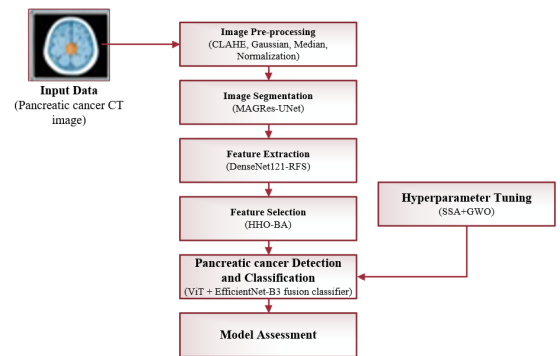 Image Pre-processing
(CLAHE, Gaussian, Median,
Normalization)
Input Data
(Pancreatic cancer CT
image)
Image Segmentation
(MAGRes-UNet)
Feature Extraction
(DenseNet121-RFS)
Feature Selection
(HHO-BA)
Hyperparameter Tuning
(SSA+GWO)
Pancreatic cancer Detection
and Classification
(ViT + EfficientNet-B3 fusion classifier)
Model Assessment